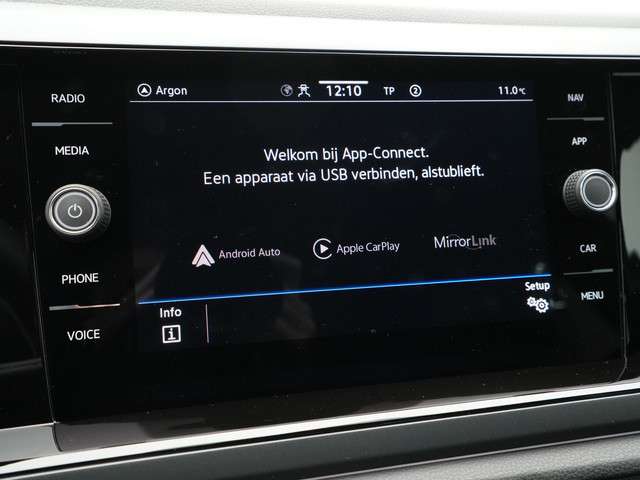 RADIO
MEDIA
PHONE
VOICE
Argon 12:10 TP 2 11.0°C
Welkom bij App-Connect.
Een apparaat via USB verbinden, alstublieft.
Android Auto Apple CarPlay MirrorLink
Info
Setup
NAV
APP
CAR
MENU